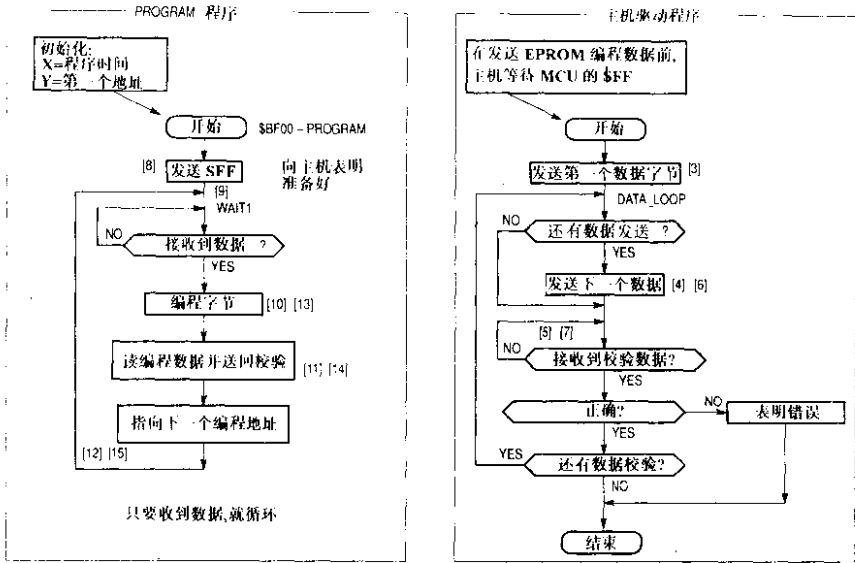 PROGRAM 程序
初始化:
X=程序时间
Y=第一个地址
开始
$BF00 – PROGRAM
[8]
发送 SFF
向主机表明
准备好
[9]
WAIT1
NO
接收到数据 ?
YES
编程字节
[10] [13]
读编程数据并送回校验
[11] [14]
指向下一个编程地址
[12] [15]
只要收到数据,就循环
主机驱动程序
在发送 EPROM 编程数据前,
主机等待 MCU 的 $FF
开始
发送第一个数据字节
[3]
DATA_LOOP
NO
还有数据发送 ?
YES
发送下一个数据
[4] [6]
[5] [7]
NO
接收到校验数据?
YES
正确?
NO
表明错误
YES
YES
还有数据校验?
NO
结束